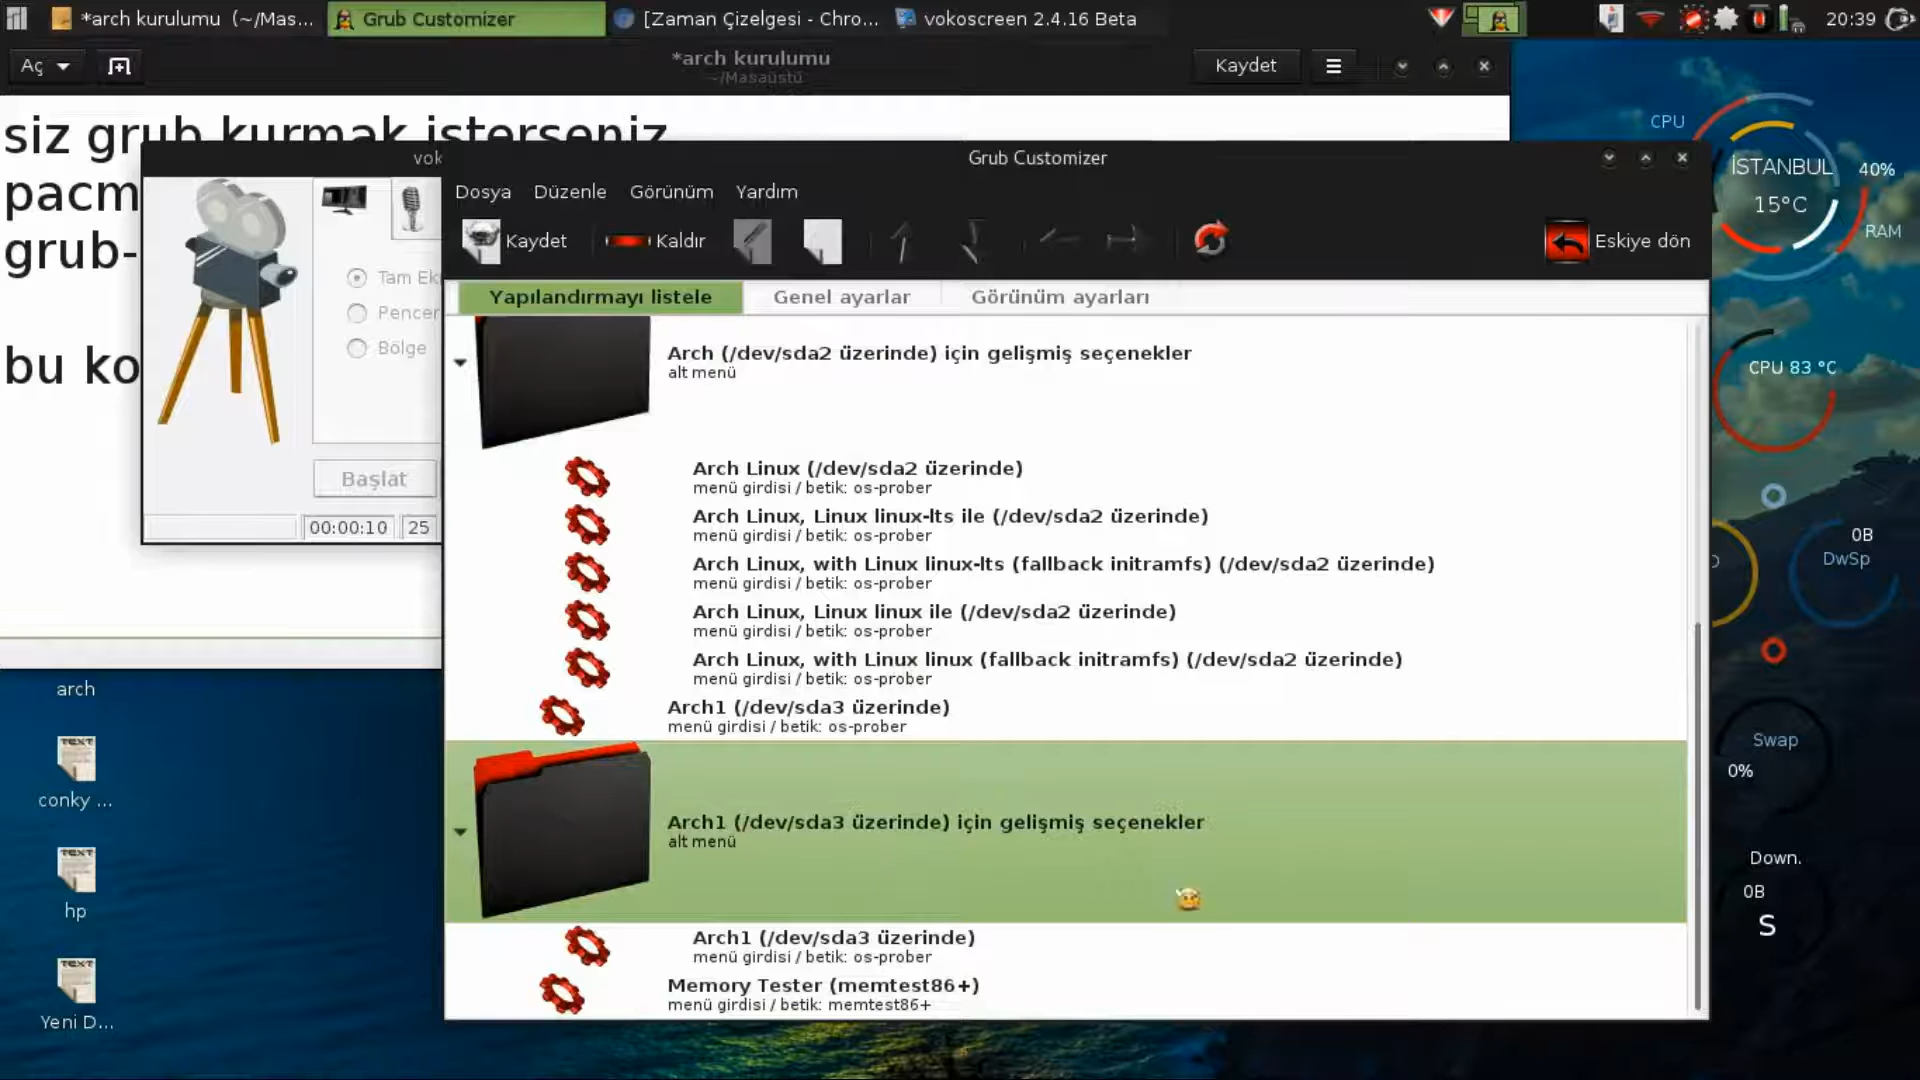 *arch kurulumu (~/Mas...
Grub Customizer
[Zaman Çizelgesi - Chro...
vokoscreen 2.4.16 Beta
20:39
Aç
*arch kurulumu
~/Masaüstü
Kaydet
siz grub kurmak isterseniz
pacm
grub-
bu ko
vok
Tam Ek
Pencer
Bölge
Başlat
00:00:10
25
Grub Customizer
Dosya
Düzenle
Görünüm
Yardım
Kaydet
Kaldır
Eskiye dön
Yapılandırmayı listele
Genel ayarlar
Görünüm ayarları
Arch (/dev/sda2 üzerinde) için gelişmiş seçenekler
alt menü
Arch Linux (/dev/sda2 üzerinde)
menü girdisi / betik: os-prober
Arch Linux, Linux linux-lts ile (/dev/sda2 üzerinde)
menü girdisi / betik: os-prober
Arch Linux, with Linux linux-lts (fallback initramfs) (/dev/sda2 üzerinde)
menü girdisi / betik: os-prober
Arch Linux, Linux linux ile (/dev/sda2 üzerinde)
menü girdisi / betik: os-prober
Arch Linux, with Linux linux (fallback initramfs) (/dev/sda2 üzerinde)
menü girdisi / betik: os-prober
Arch1 (/dev/sda3 üzerinde)
menü girdisi / betik: os-prober
Arch1 (/dev/sda3 üzerinde) için gelişmiş seçenekler
alt menü
Arch1 (/dev/sda3 üzerinde)
menü girdisi / betik: os-prober
Memory Tester (memtest86+)
menü girdisi / betik: memtest86+
arch
TEXT
conky ...
TEXT
hp
TEXT
Yeni D...
CPU
İSTANBUL
40%
15°C
RAM
CPU 83 °C
0B
DwSp
Swap
0%
Down.
0B
S